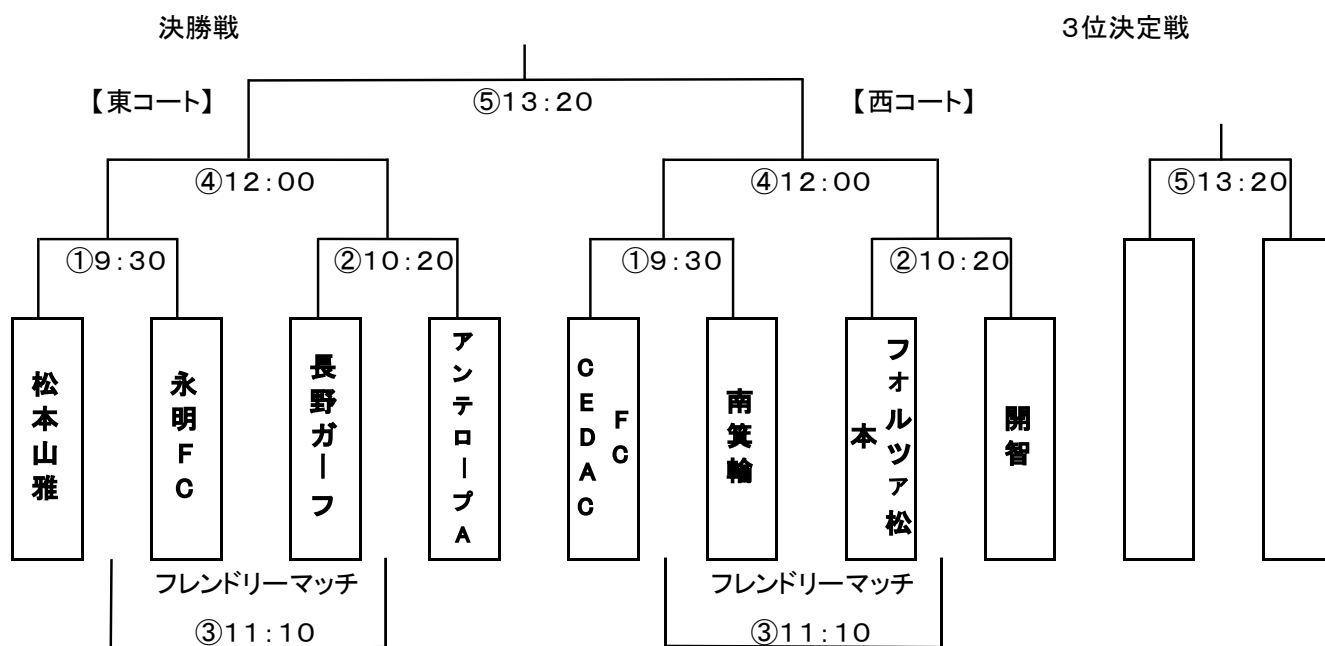 決勝戦
3位決定戦
【東コート】
⑤13:20
【西コート】
④12:00
④12:00
⑤13:20
①9:30
②10:20
①9:30
②10:20
松本山雅
永明FC
長野ガーフ
アンテロープA
CEDAC
FC
南箕輪
フォルツァ松
本
開智
フレンドリーマッチ
フレンドリーマッチ
③11:10
③11:10